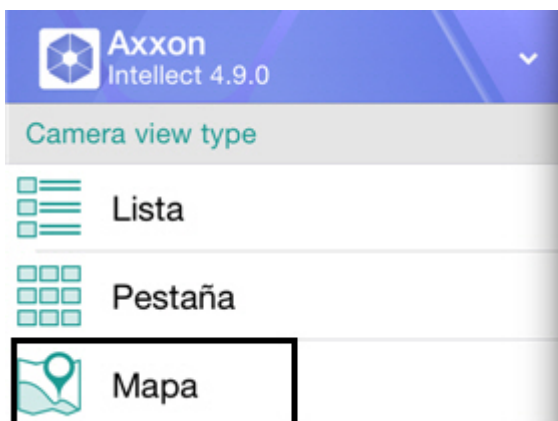 Axxon
Intellect 4.9.0
Camera view type
Lista
Pestaña
Mapa